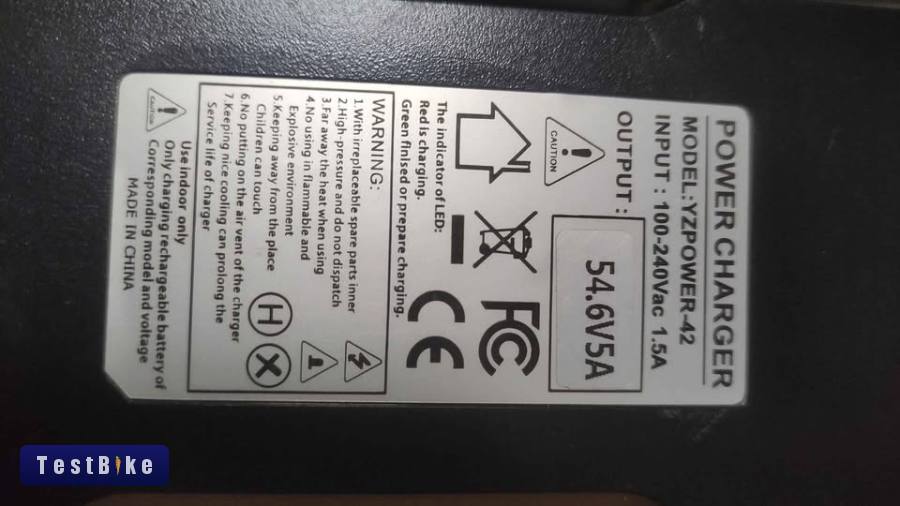 POWER CHARGER
MODEL:YZPOWER-42
INPUT : 100-240Vac 1.5A
OUTPUT :
54.6V5A
CAUTION
FC
CE
The indicator of LED:
Red is charging.
Green finised or prepare charging.
WARNING:
1.With irreplaceable spare parts inner
2.High-pressure and do not dispatch
3.Far away the heat when using
4.No using in flammable and
Explosive environment
5.Keeping away from the place
Children can touch
6.No putting on the air vent of the charger
7.Keeping nice cooling can prolong the
Service life of charger
H
X
CAUTION
Use indoor only
Only charging rechargeable battery of
Corresponding model and voltage
MADE IN CHINA
TestBike